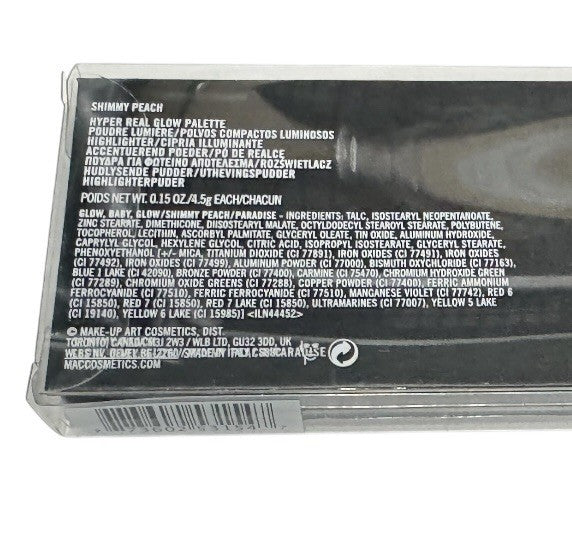 SHIMMY PEACH
HYPER REAL GLOW PALETTE
POUDRE LUMIÈRE/POLVOS COMPACTOS LUMINOSOS
HIGHLIGHTER/CIPRIA ILLUMINANTE
ACCENTUEREND POEDER/PÓ DE REALCE
ΠΟΥΔΡΑ ΓΙΑ ΦΩΤΕΙΝΟ ΑΠΟΤΕΛΕΣΜΑ/ROZŚWIETLACZ
HUDLYSENDE PUDDER/UTHEVINGSPUDDER
HIGHLIGHTERPUDER
POIDS NET WT. 0.15 OZ./4.5g EACH/CHACUN
GLOW, BABY, GLOW/SHIMMY PEACH/PARADISE – INGREDIENTS: TALC, ISOSTEARYL NEOPENTANOATE,
ZINC STEARATE, DIMETHICONE, DIISOSTEARYL MALATE, OCTYLDODECYL STEAROYL STEARATE, POLYBUTENE,
TOCOPHEROL, LECITHIN, ASCORBYL PALMITATE, GLYCERYL OLEATE, TIN OXIDE, ALUMINUM HYDROXIDE,
CAPRYLYL GLYCOL, HEXYLENE GLYCOL, CITRIC ACID, ISOPROPYL ISOSTEARATE, GLYCERYL STEARATE,
PHENOXYETHANOL [+/- MICA, TITANIUM DIOXIDE (CI 77891), IRON OXIDES (CI 77491), IRON OXIDES
(CI 77492), IRON OXIDES (CI 77499), ALUMINUM POWDER (CI 77000), BISMUTH OXYCHLORIDE (CI 77163),
BLUE 1 LAKE (CI 42090), BRONZE POWDER (CI 77400), CARMINE (CI 75470), CHROMIUM HYDROXIDE GREEN
(CI 77289), CHROMIUM OXIDE GREENS (CI 77288), COPPER POWDER (CI 77400), FERRIC AMMONIUM
FERROCYANIDE (CI 77510), FERRIC FERROCYANIDE (CI 77510), MANGANESE VIOLET (CI 77742), RED 6
(CI 15850), RED 7 (CI 15850), RED 7 LAKE (CI 15850), ULTRAMARINES (CI 77007), YELLOW 5 LAKE
(CI 19140), YELLOW 6 LAKE (CI 15985)] <ILN44452>
© MAKE-UP ART COSMETICS, DIST.
TORONTO, CANADA 2W3 / WLB LTD, GU32 3DD, UK
MACCOSMETICS.COM